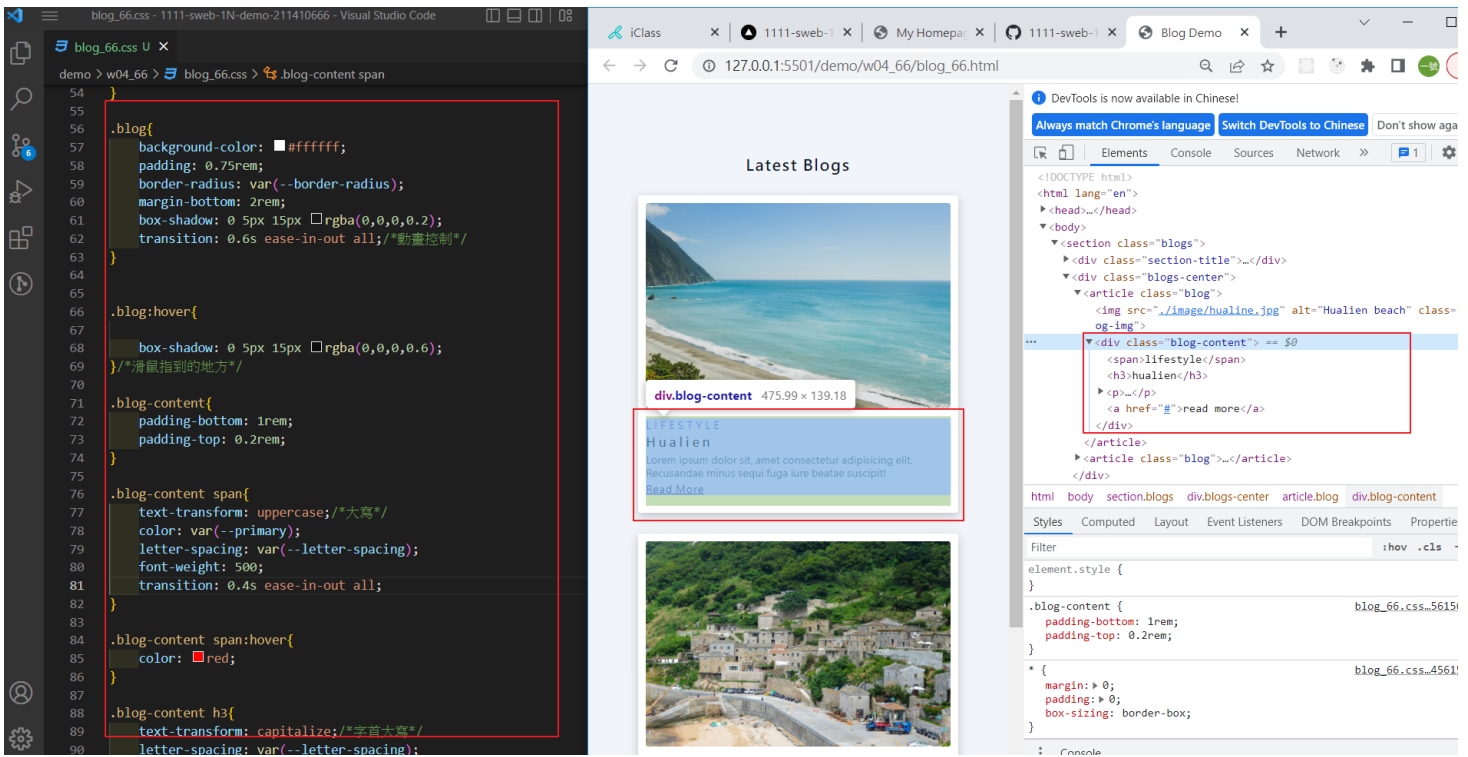 blog_66.css - 1111-sweb-1N-demo-211410666 - Visual Studio Code
blog_66.css U
demo > w04_66 > blog_66.css > .blog-content span
54 }
55
56 .blog{
57 background-color: #ffffff;
58 padding: 0.75rem;
59 border-radius: var(--border-radius);
60 margin-bottom: 2rem;
61 box-shadow: 0 5px 15px rgba(0,0,0,0.2);
62 transition: 0.6s ease-in-out all;/*動畫控制*/
63 }
64
65
66 .blog:hover{
67
68 box-shadow: 0 5px 15px rgba(0,0,0,0.6);
69 }/*滑鼠指到的地方*/
70
71 .blog-content{
72 padding-bottom: 1rem;
73 padding-top: 0.2rem;
74 }
75
76 .blog-content span{
77 text-transform: uppercase;/*大寫*/
78 color: var(--primary);
79 letter-spacing: var(--letter-spacing);
80 font-weight: 500;
81 transition: 0.4s ease-in-out all;
82 }
83
84 .blog-content span:hover{
85 color: red;
86 }
87
88 .blog-content h3{
89 text-transform: capitalize;/*字首大寫*/
90 letter-spacing: var(--letter-spacing);
6
iClass
1111-sweb-1
My Homepag
1111-sweb-1
Blog Demo
127.0.0.1:5501/demo/w04_66/blog_66.html
一號
Latest Blogs
div.blog-content 475.99 × 139.18
LIFESTYLE
Hualien
Lorem ipsum dolor sit, amet consectetur adipisicing elit.
Recusandae minus sequi fuga iure beatae suscipit!
Read More
DevTools is now available in Chinese!
Always match Chrome's language Switch DevTools to Chinese Don't show aga
Elements Console Sources Network » 1
<!DOCTYPE html>
<html lang="en">
<head>…</head>
<body>
<section class="blogs">
<div class="section-title">…</div>
<div class="blogs-center">
<article class="blog">
<img src="./image/hualine.jpg" alt="Hualien beach" class=
og-img">
<div class="blog-content"> == $0
<span>lifestyle</span>
<h3>hualien</h3>
<p>…</p>
<a href="#">read more</a>
</div>
</article>
<article class="blog">…</article>
</div>
html body section.blogs div.blogs-center article.blog div.blog-content
Styles Computed Layout Event Listeners DOM Breakpoints Propertie
Filter :hov .cls
element.style {
}
.blog-content { blog_66.css…5615
padding-bottom: 1rem;
padding-top: 0.2rem;
}
* { blog_66.css…4561
margin: 0;
padding: 0;
box-sizing: border-box;
}
Console